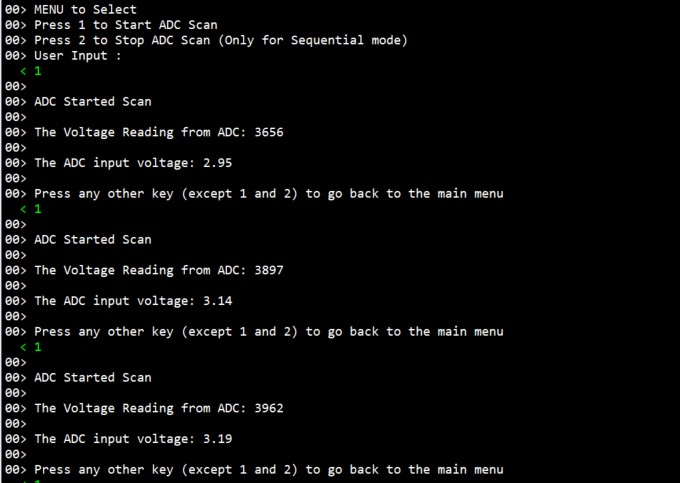 00> MENU to Select
00> Press 1 to Start ADC Scan
00> Press 2 to Stop ADC Scan (Only for Sequential mode)
00> User Input :
< 1
00>
00> ADC Started Scan
00>
00> The Voltage Reading from ADC: 3656
00>
00> The ADC input voltage: 2.95
00>
00> Press any other key (except 1 and 2) to go back to the main menu
< 1
00>
00> ADC Started Scan
00>
00> The Voltage Reading from ADC: 3897
00>
00> The ADC input voltage: 3.14
00>
00> Press any other key (except 1 and 2) to go back to the main menu
< 1
00>
00> ADC Started Scan
00>
00> The Voltage Reading from ADC: 3962
00>
00> The ADC input voltage: 3.19
00>
00> Press any other key (except 1 and 2) to go back to the main menu